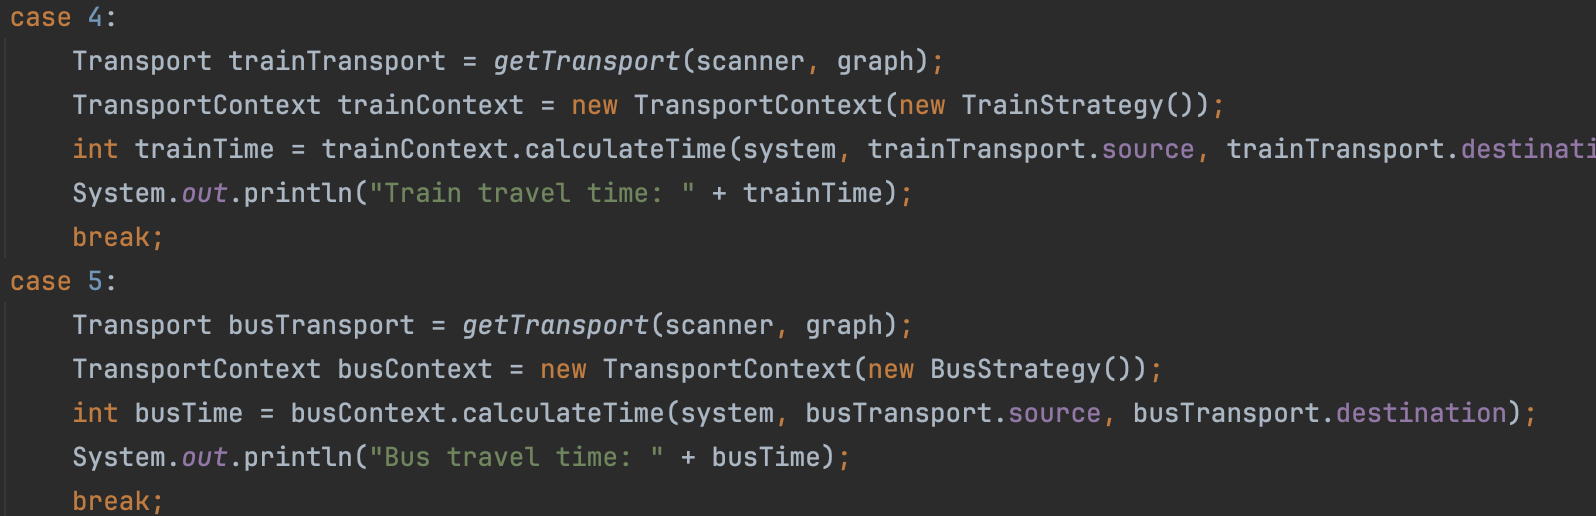 case 4:
    Transport trainTransport = getTransport(scanner, graph);
    TransportContext trainContext = new TransportContext(new TrainStrategy());
    int trainTime = trainContext.calculateTime(system, trainTransport.source, trainTransport.destinati
    System.out.println("Train travel time: " + trainTime);
    break;
case 5:
    Transport busTransport = getTransport(scanner, graph);
    TransportContext busContext = new TransportContext(new BusStrategy());
    int busTime = busContext.calculateTime(system, busTransport.source, busTransport.destination);
    System.out.println("Bus travel time: " + busTime);
    break;